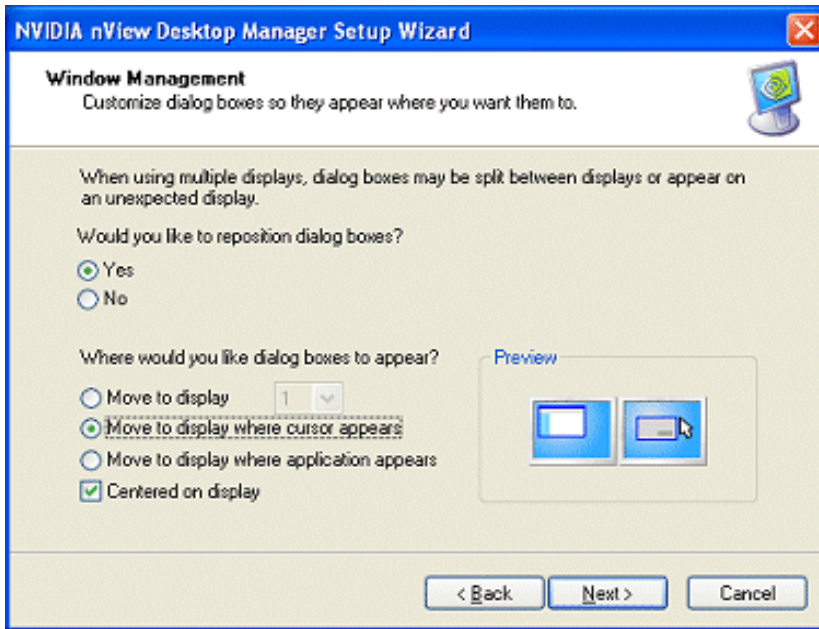 NVIDIA nView Desktop Manager Setup Wizard
Window Management
Customize dialog boxes so they appear where you want them to.
When using multiple displays, dialog boxes may be split between displays or appear on
an unexpected display.
Would you like to reposition dialog boxes?
Yes
No
Where would you like dialog boxes to appear?
Move to display 1
Move to display where cursor appears
Move to display where application appears
Centered on display
Preview
< Back
Next >
Cancel